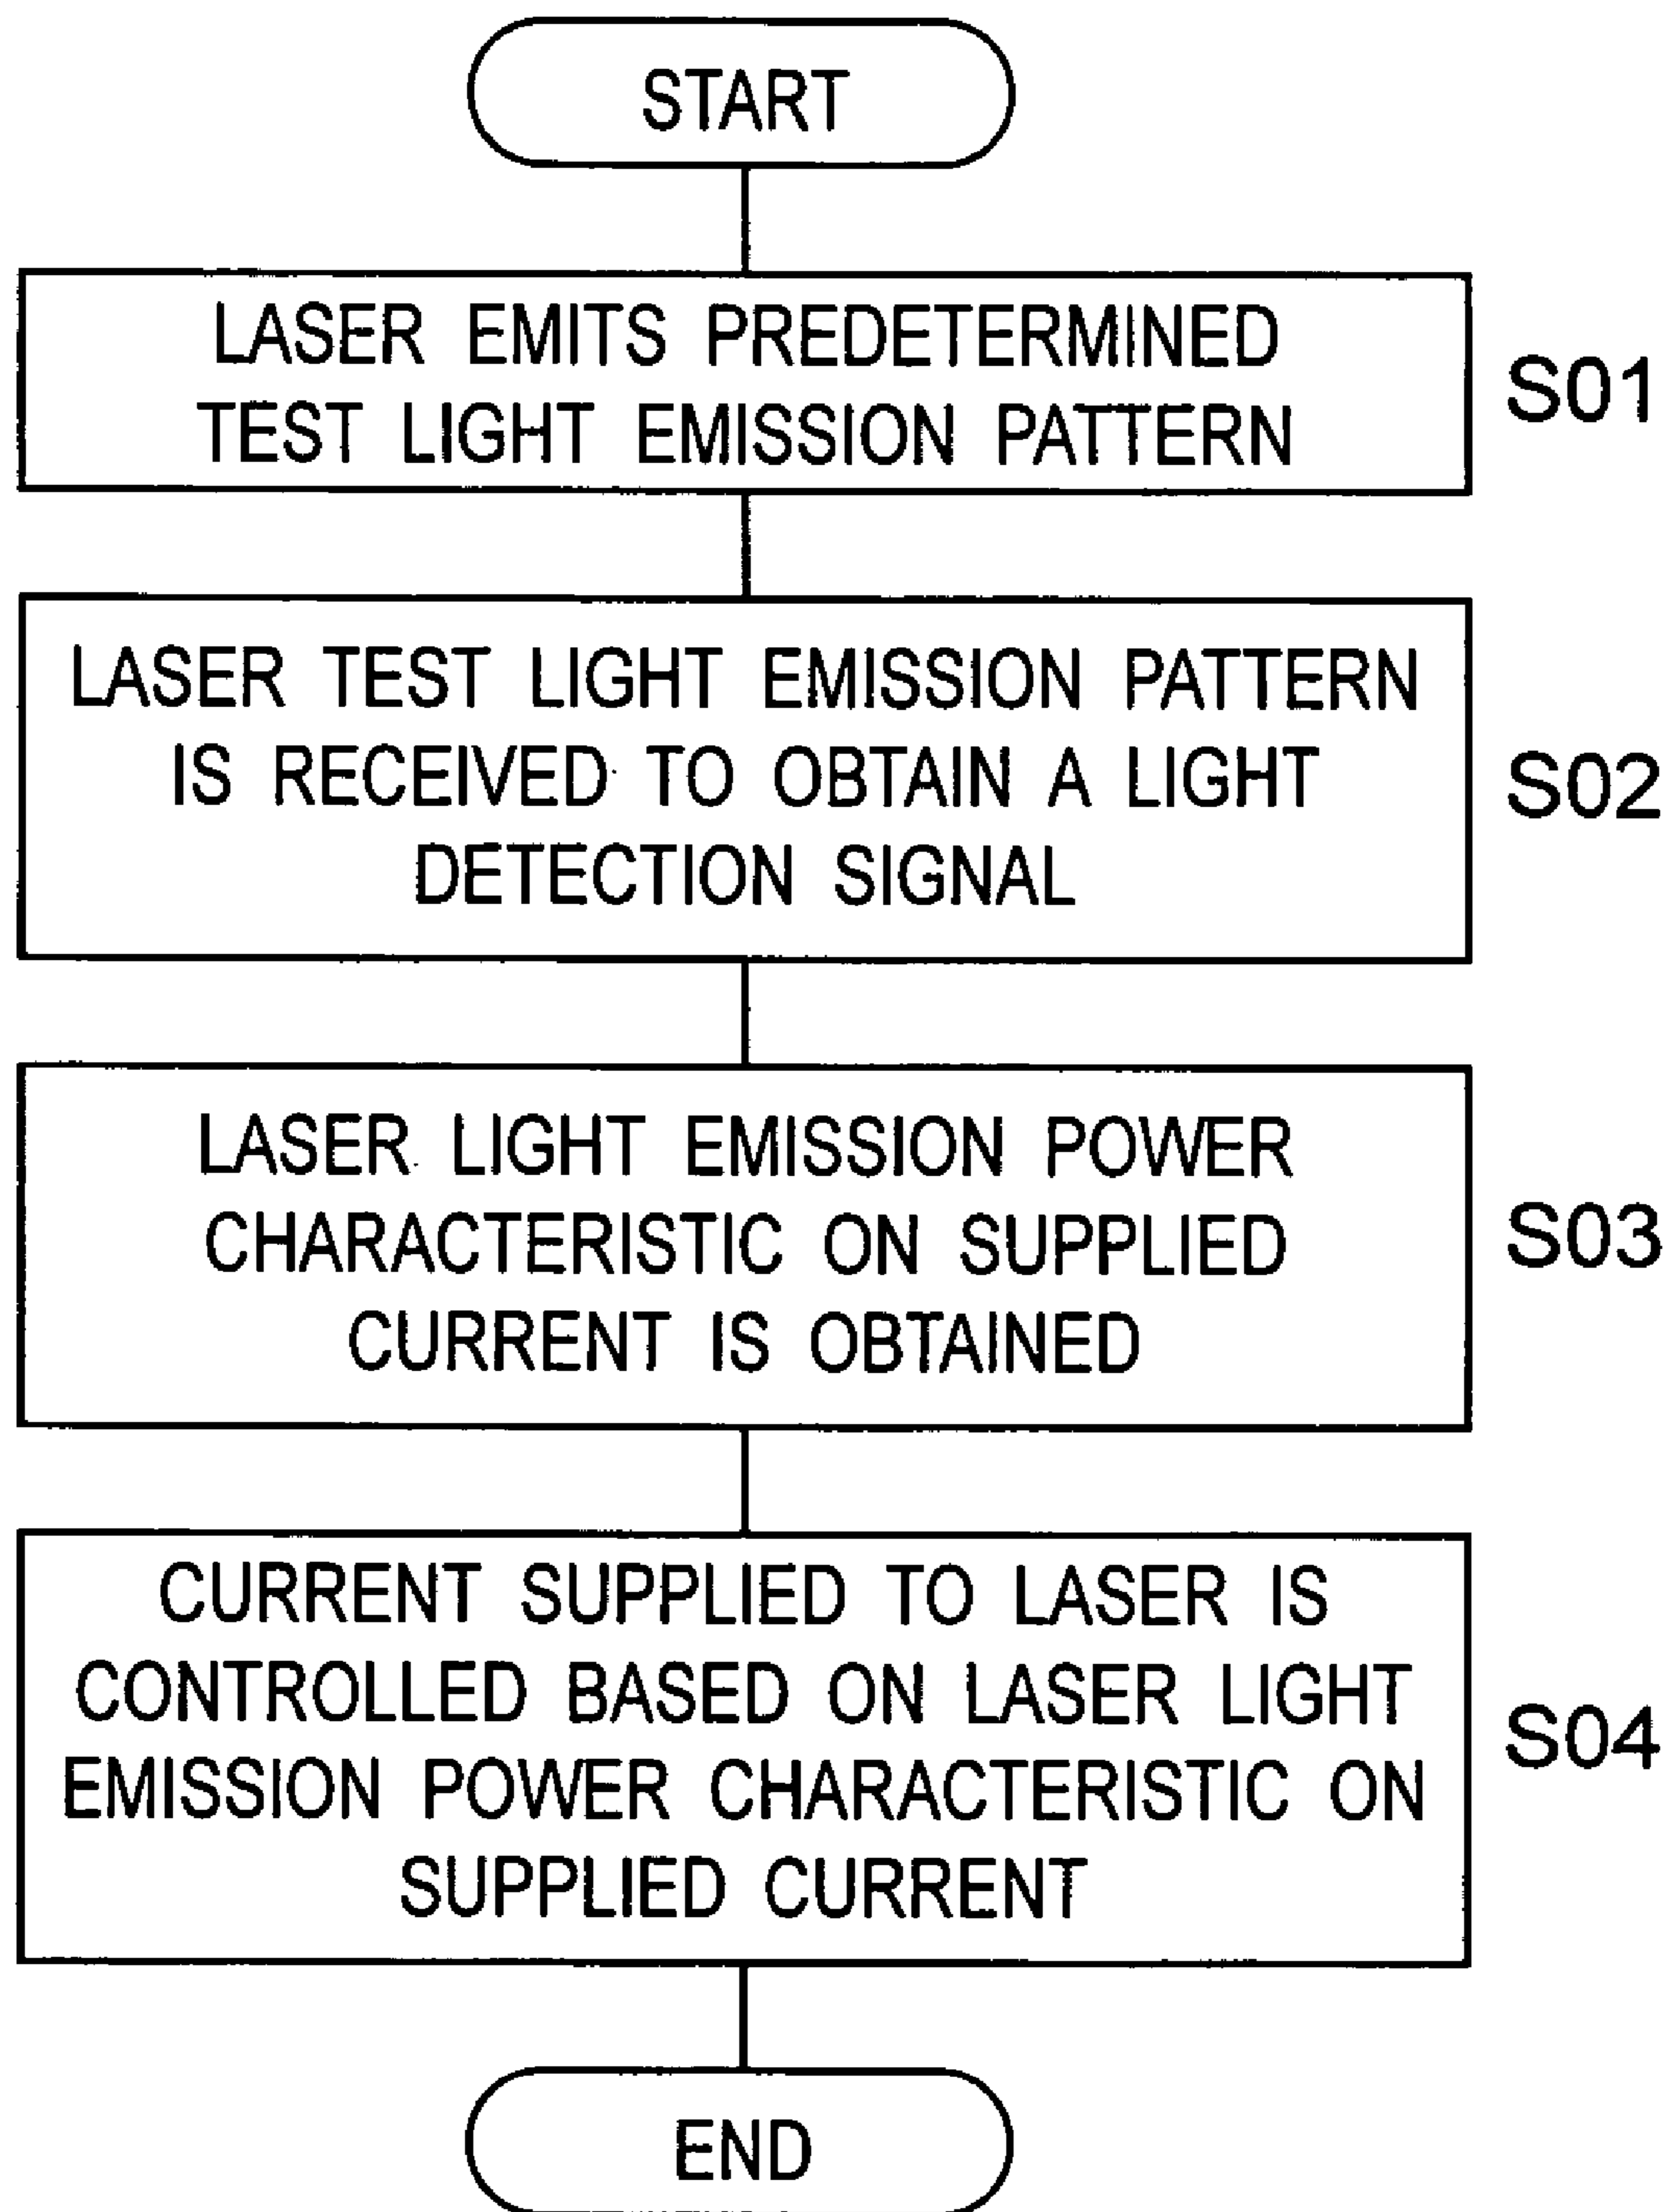 START
LASER EMITS PREDETERMINED
TEST LIGHT EMISSION PATTERN
S01
LASER TEST LIGHT EMISSION PATTERN
IS RECEIVED TO OBTAIN A LIGHT
DETECTION SIGNAL
S02
LASER LIGHT EMISSION POWER
CHARACTERISTIC ON SUPPLIED
CURRENT IS OBTAINED
S03
CURRENT SUPPLIED TO LASER IS
CONTROLLED BASED ON LASER LIGHT
EMISSION POWER CHARACTERISTIC ON
SUPPLIED CURRENT
S04
END